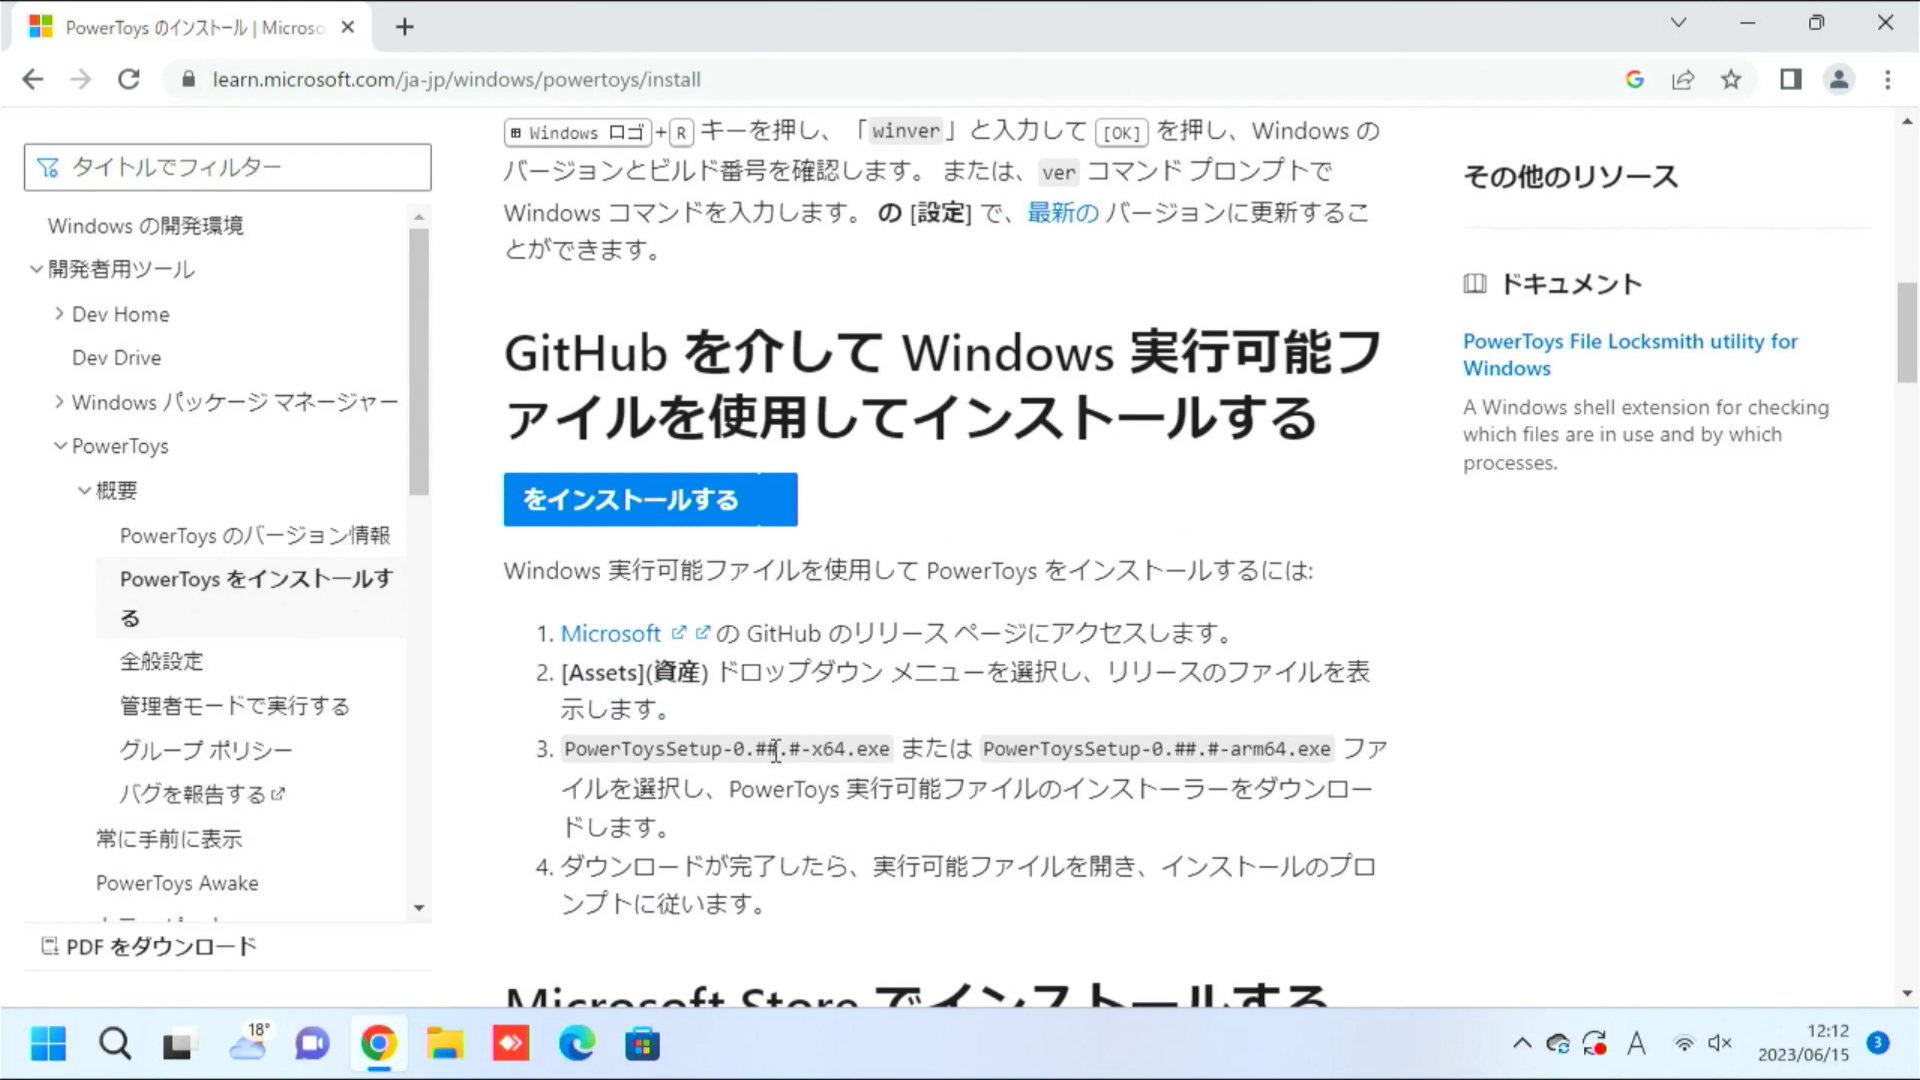 PowerToys のインストール | Microso
learn.microsoft.com/ja-jp/windows/powertoys/install
タイトルでフィルター
Windows の開発環境
開発者用ツール
Dev Home
Dev Drive
Windows パッケージ マネージャー
PowerToys
概要
PowerToys のバージョン情報
PowerToys をインストールす
る
全般設定
管理者モードで実行する
グループ ポリシー
バグを報告する
常に手前に表示
PowerToys Awake
PDF をダウンロード
Windows ロゴ+R キーを押し、「winver」と入力して [OK] を押し、Windows の
バージョンとビルド番号を確認します。 または、ver コマンド プロンプトで
Windows コマンドを入力します。 の [設定] で、最新の バージョンに更新するこ
とができます。
GitHub を介して Windows 実行可能フ
ァイルを使用してインストールする
をインストールする
Windows 実行可能ファイルを使用して PowerToys をインストールするには:
1. Microsoft の GitHub のリリース ページにアクセスします。
2. [Assets](資産) ドロップダウン メニューを選択し、リリースのファイルを表
示します。
3. PowerToysSetup-0.##.#-x64.exe または PowerToysSetup-0.##.#-arm64.exe ファ
イルを選択し、PowerToys 実行可能ファイルのインストーラーをダウンロー
ドします。
4. ダウンロードが完了したら、実行可能ファイルを開き、インストールのプロ
ンプトに従います。
Microsoft Store でインストールする
その他のリソース
ドキュメント
PowerToys File Locksmith utility for
Windows
A Windows shell extension for checking
which files are in use and by which
processes.
18°
A
12:12
2023/06/15
3